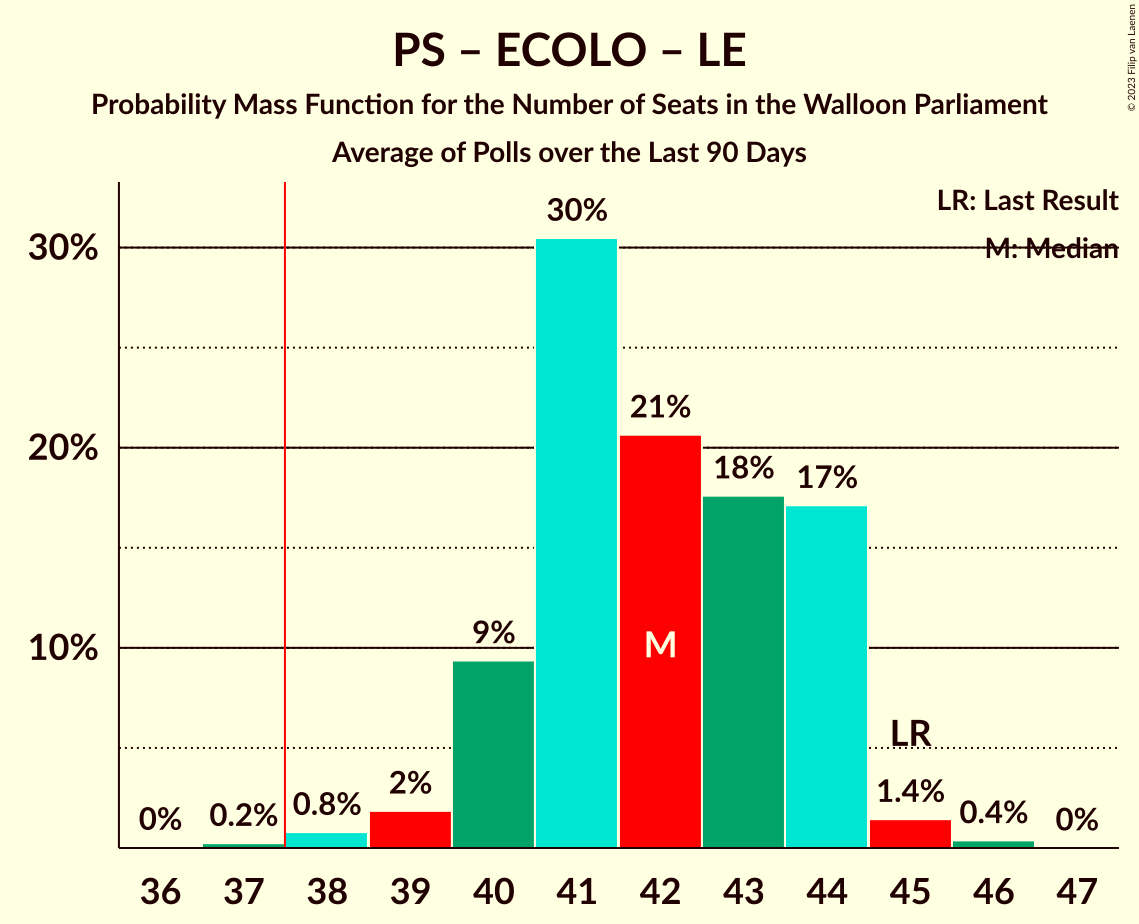 PS – ECOLO – LE
Probability Mass Function for the Number of Seats in the Walloon Parliament
Average of Polls over the Last 90 Days
© 2023 Filip van Laenen
LR: Last Result
M: Median
30%
20%
10%
0%
0.2%
0.8%
2%
9%
30%
21%
18%
17%
1.4%
0.4%
0%
M
LR
36 37 38 39 40 41 42 43 44 45 46 47